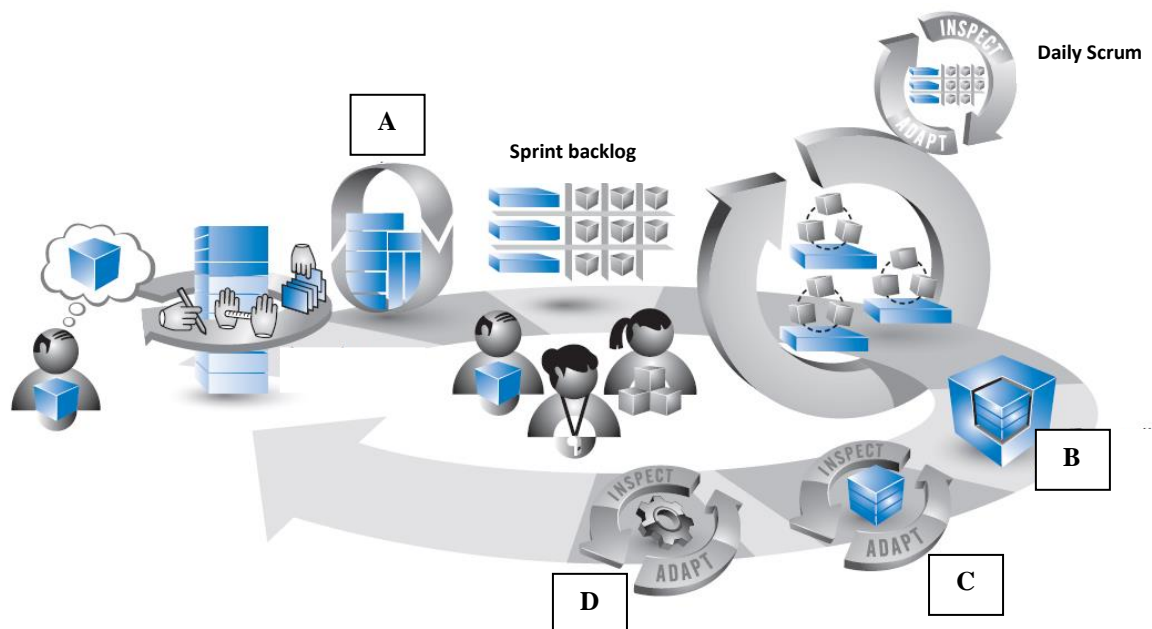 INSPECT
Daily Scrum
ADAPT
A
Sprint backlog
B
INSPECT
ADAPT
C
INSPECT
ADAPT
D